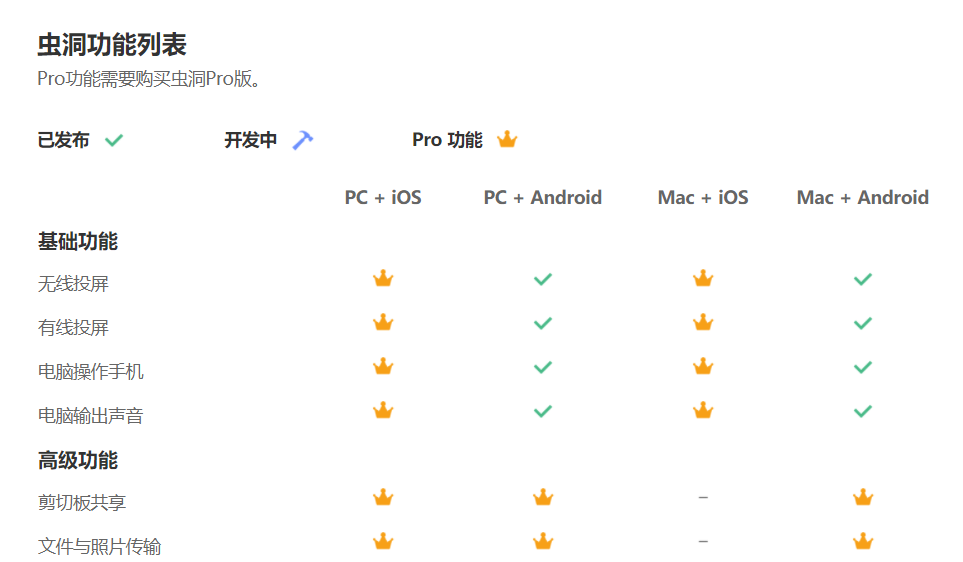 虫洞功能列表
Pro功能需要购买虫洞Pro版。
已发布 开发中 Pro 功能
PC + iOS PC + Android Mac + iOS Mac + Android
基础功能
无线投屏
有线投屏
电脑操作手机
电脑输出声音
高级功能
剪切板共享 –
文件与照片传输 –